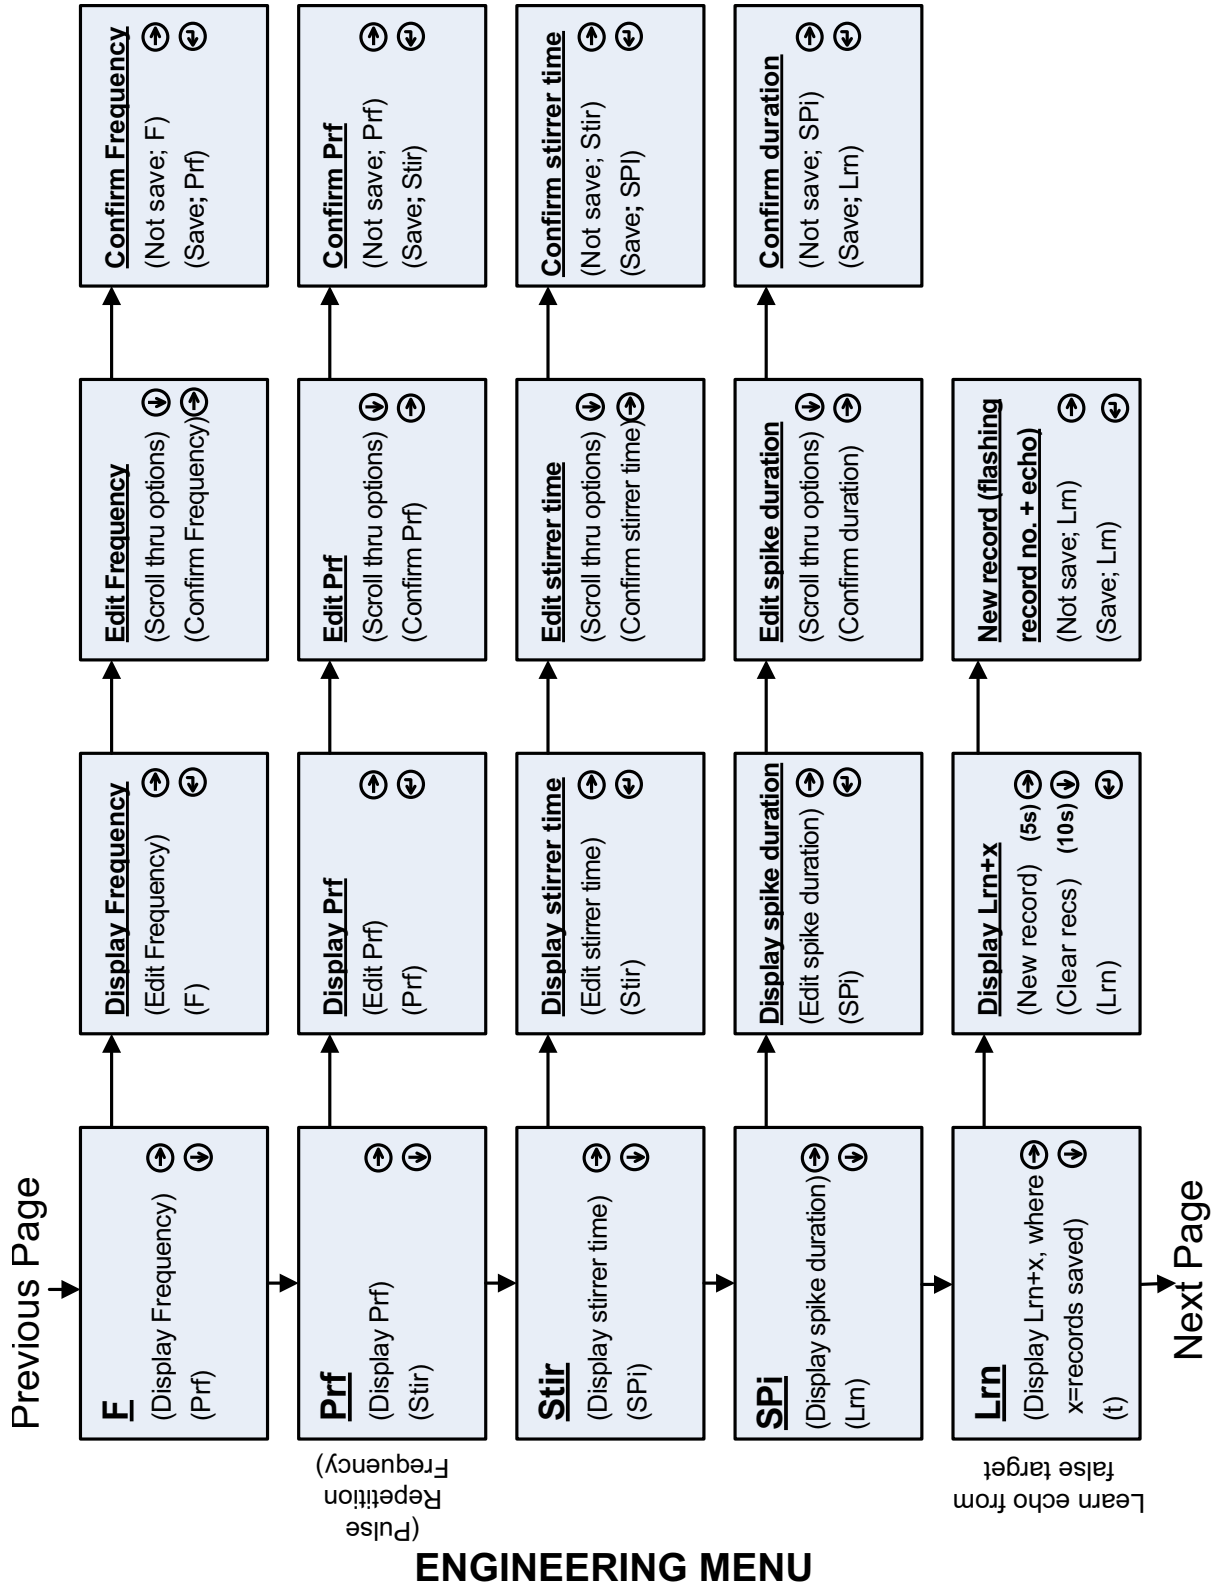 Previous Page
F
(Display Frequency)
(Prf)
Display Frequency
(Edit Frequency)
(F)
Edit Frequency
(Scroll thru options)
(Confirm Frequency)
Confirm Frequency
(Not save; F)
(Save; Prf)
(Pulse
Repetition
Frequency)
Prf
(Display Prf)
(Stir)
Display Prf
(Edit Prf)
(Prf)
Edit Prf
(Scroll thru options)
(Confirm Prf)
Confirm Prf
(Not save; Prf)
(Save; Stir)
Stir
(Display stirrer time)
(SPi)
Display stirrer time
(Edit stirrer time)
(Stir)
Edit stirrer time
(Scroll thru options)
(Confirm stirrer time)
Confirm stirrer time
(Not save; Stir)
(Save; SPI)
SPi
(Display spike duration)
(Lrn)
Display spike duration
(Edit spike duration)
(SPi)
Edit spike duration
(Scroll thru options)
(Confirm duration)
Confirm duration
(Not save; SPi)
(Save; Lrn)
Learn echo from
false target
Lrn
(Display Lrn+x, where
x=records saved)
(t)
Display Lrn+x
(New record) (5s)
(Clear recs) (10s)
(Lrn)
New record (flashing
record no. + echo)
(Not save; Lrn)
(Save; Lrn)
Next Page
ENGINEERING MENU